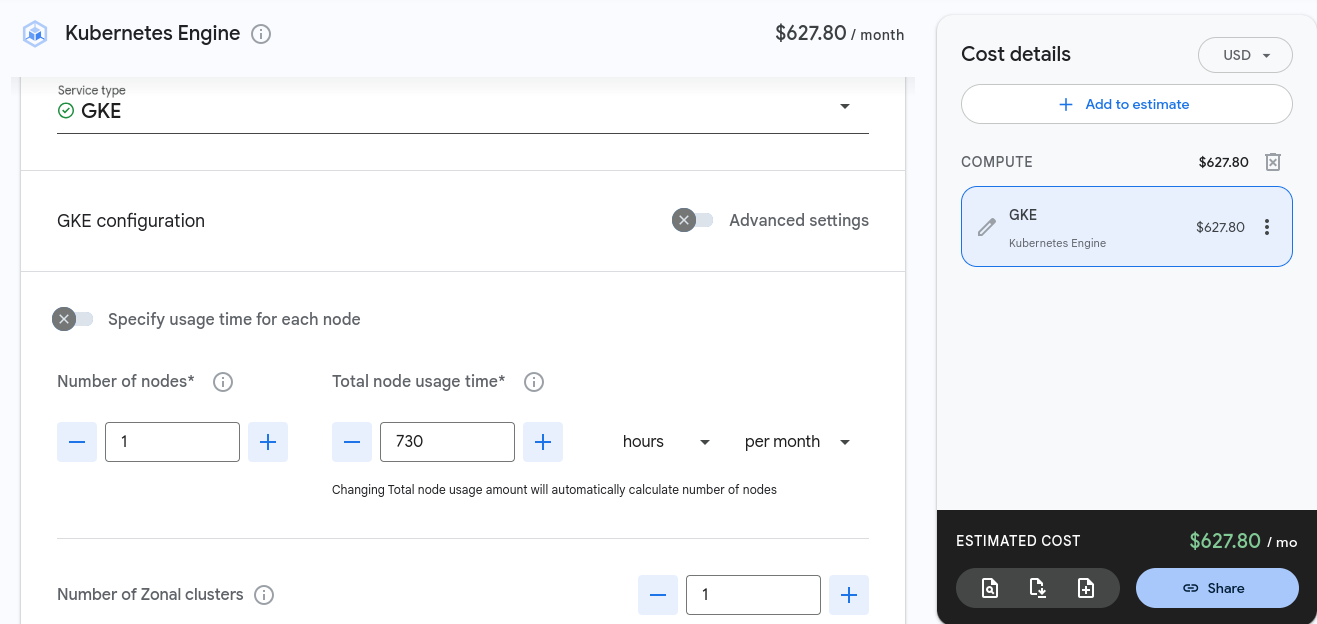 Kubernetes Engine
$627.80 / month
Service type
GKE
GKE configuration
Advanced settings
Specify usage time for each node
Number of nodes*
Total node usage time*
1
730
hours
per month
Changing Total node usage amount will automatically calculate number of nodes
Number of Zonal clusters
1
Cost details
USD
Add to estimate
COMPUTE
$627.80
GKE
$627.80
Kubernetes Engine
ESTIMATED COST
$627.80 / mo
Share